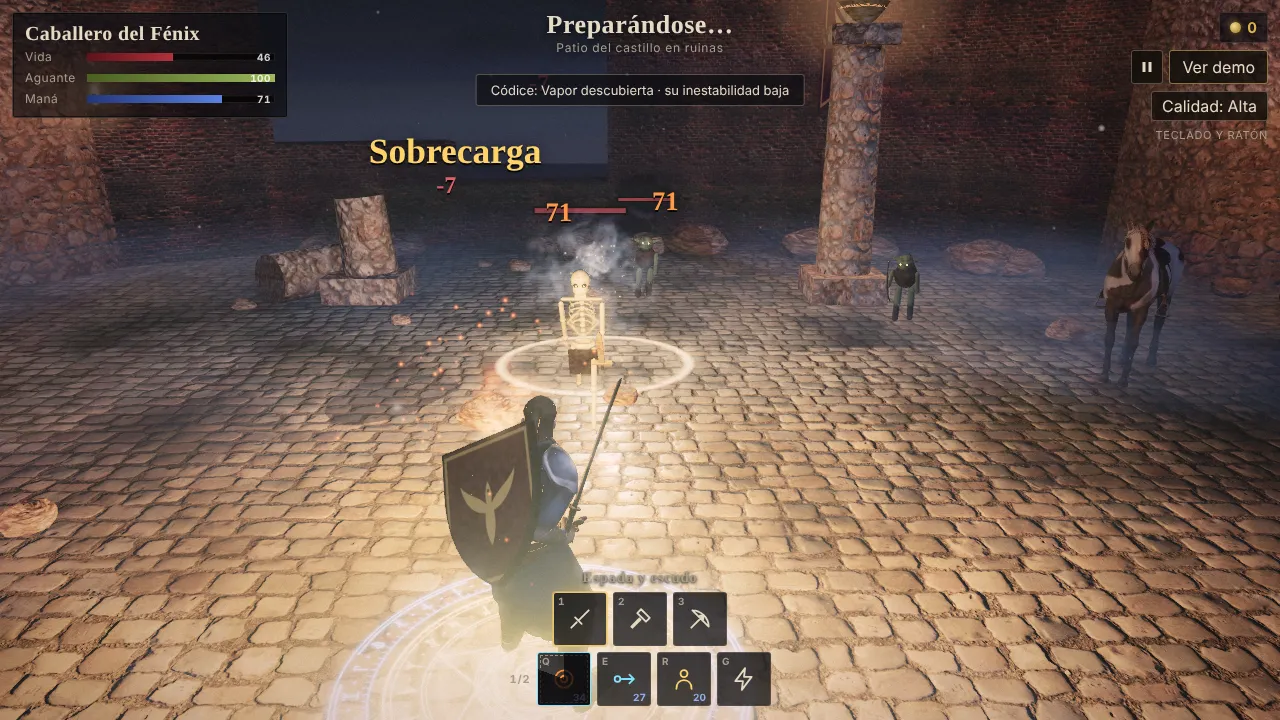 Caballero del Fénix
Vida 46
Aguante 100
Maná 71
Preparándose…
Patio del castillo en ruinas
7
Códice: Vapor descubierta · su inestabilidad baja
0
Ver demo
Calidad: Alta
TECLADO Y RATÓN
Sobrecarga
-7
71
71
Espada y escudo
1 2 3
1/2
Q E R G
34 27 20